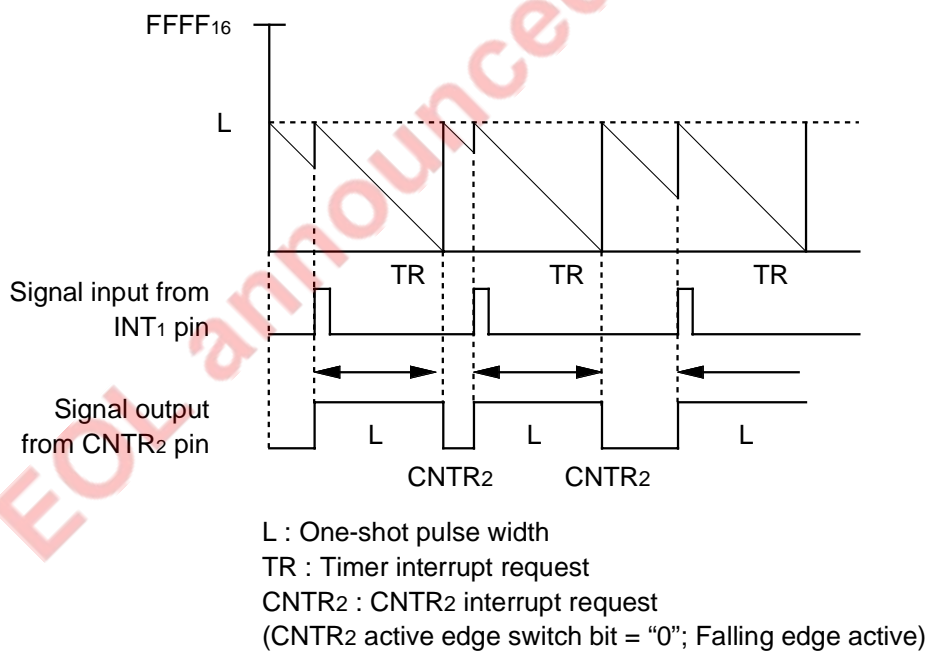 FFFF16
L
TR TR TR
Signal input from
INT1 pin
Signal output
from CNTR2 pin
L L L
CNTR2 CNTR2
L : One-shot pulse width
TR : Timer interrupt request
CNTR2 : CNTR2 interrupt request
(CNTR2 active edge switch bit = “0”; Falling edge active)
EOL announced